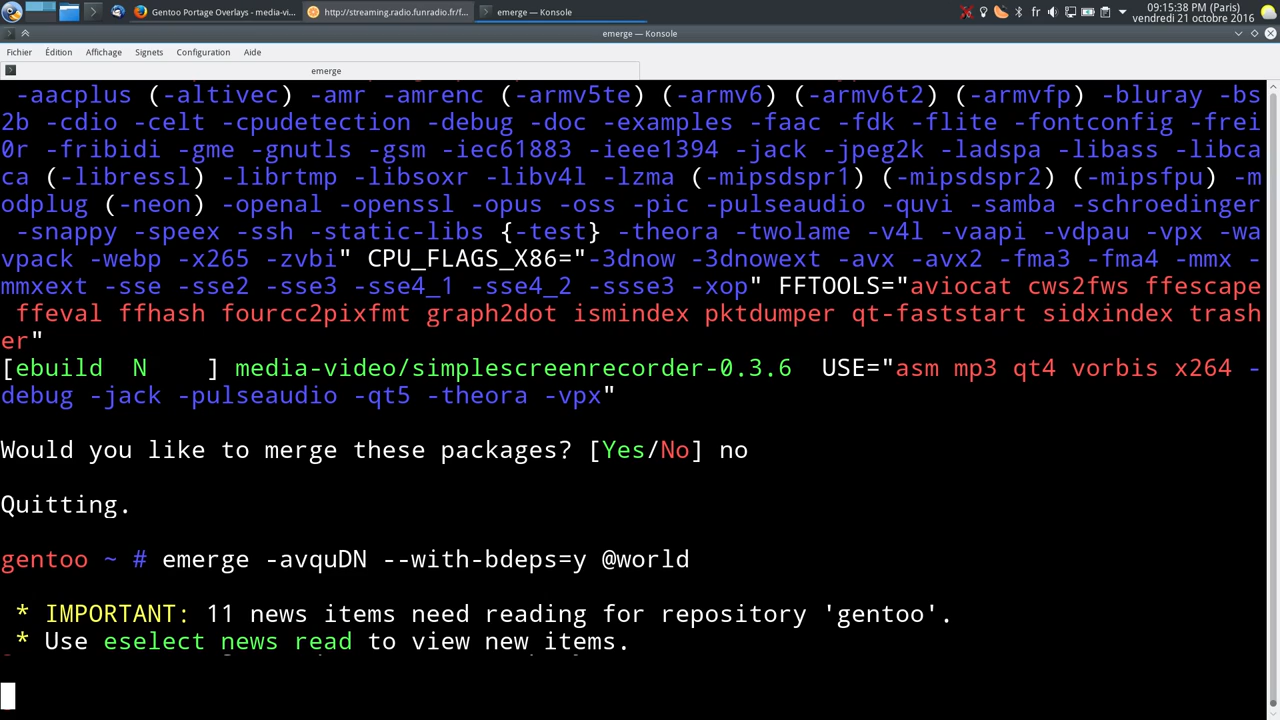 Gentoo Portage Overlays - media-vi...
http://streaming.radio.funradio.fr/f...
emerge — Konsole
fr
09:15:38 PM (Paris)
vendredi 21 octobre 2016
emerge — Konsole
Fichier Édition Affichage Signets Configuration Aide
emerge
-aacplus (-altivec) -amr -amrenc (-armv5te) (-armv6) (-armv6t2) (-armvfp) -bluray -bs
2b -cdio -celt -cpudetection -debug -doc -examples -faac -fdk -flite -fontconfig -frei
0r -fribidi -gme -gnutls -gsm -iec61883 -ieee1394 -jack -jpeg2k -ladspa -libass -libca
ca (-libressl) -librtmp -libsoxr -libv4l -lzma (-mipsdspr1) (-mipsdspr2) (-mipsfpu) -m
odplug (-neon) -openal -openssl -opus -oss -pic -pulseaudio -quvi -samba -schroedinger
-snappy -speex -ssh -static-libs {-test} -theora -twolame -v4l -vaapi -vdpau -vpx -wa
vpack -webp -x265 -zvbi" CPU_FLAGS_X86="-3dnow -3dnowext -avx -avx2 -fma3 -fma4 -mmx -
mmxext -sse -sse2 -sse3 -sse4_1 -sse4_2 -ssse3 -xop" FFTOOLS="aviocat cws2fws ffescape
ffeval ffhash fourcc2pixfmt graph2dot ismindex pktdumper qt-faststart sidxindex trash
er"
[ebuild N ] media-video/simplescreenrecorder-0.3.6 USE="asm mp3 qt4 vorbis x264 -
debug -jack -pulseaudio -qt5 -theora -vpx"
Would you like to merge these packages? [Yes/No] no
Quitting.
gentoo ~ # emerge -avquDN --with-bdeps=y @world
* IMPORTANT: 11 news items need reading for repository 'gentoo'.
* Use eselect news read to view new items.